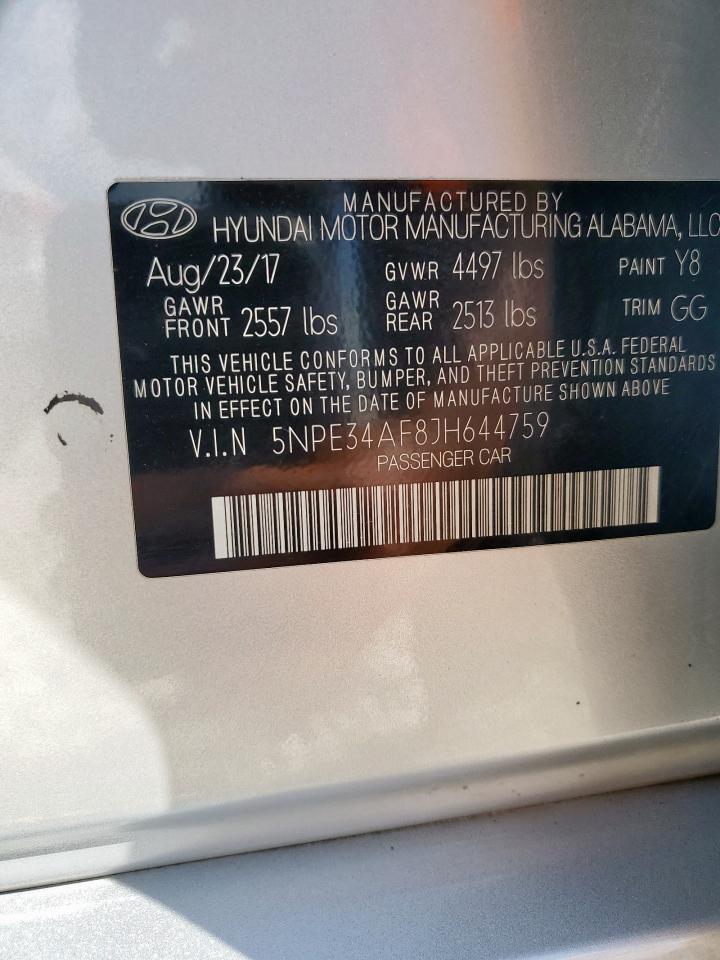 MANUFACTURED BY
HYUNDAI MOTOR MANUFACTURING ALABAMA, LLC
Aug/23/17 GVWR 4497 lbs PAINT Y8
GAWR FRONT 2557 lbs GAWR REAR 2513 lbs TRIM GG
THIS VEHICLE CONFORMS TO ALL APPLICABLE U.S.A. FEDERAL
MOTOR VEHICLE SAFETY, BUMPER, AND THEFT PREVENTION STANDARDS
IN EFFECT ON THE DATE OF MANUFACTURE SHOWN ABOVE
V.I.N 5NPE34AF8JH644759
PASSENGER CAR